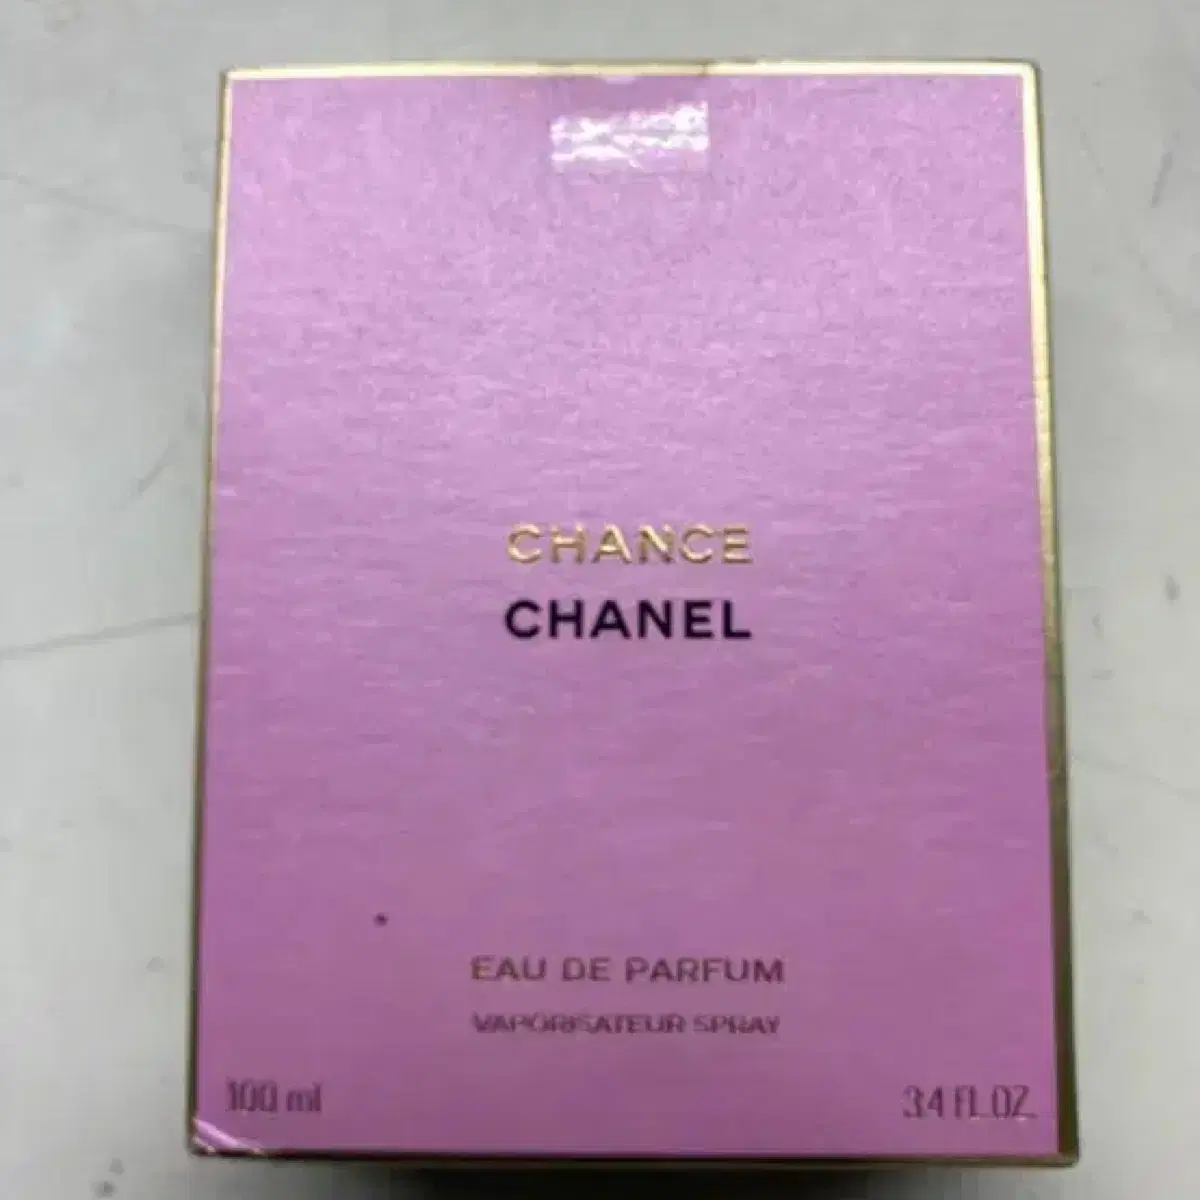 CHANCE
CHANEL
EAU DE PARFUM
VAPORISATEUR SPRAY
100 ml
3.4 FL. OZ.